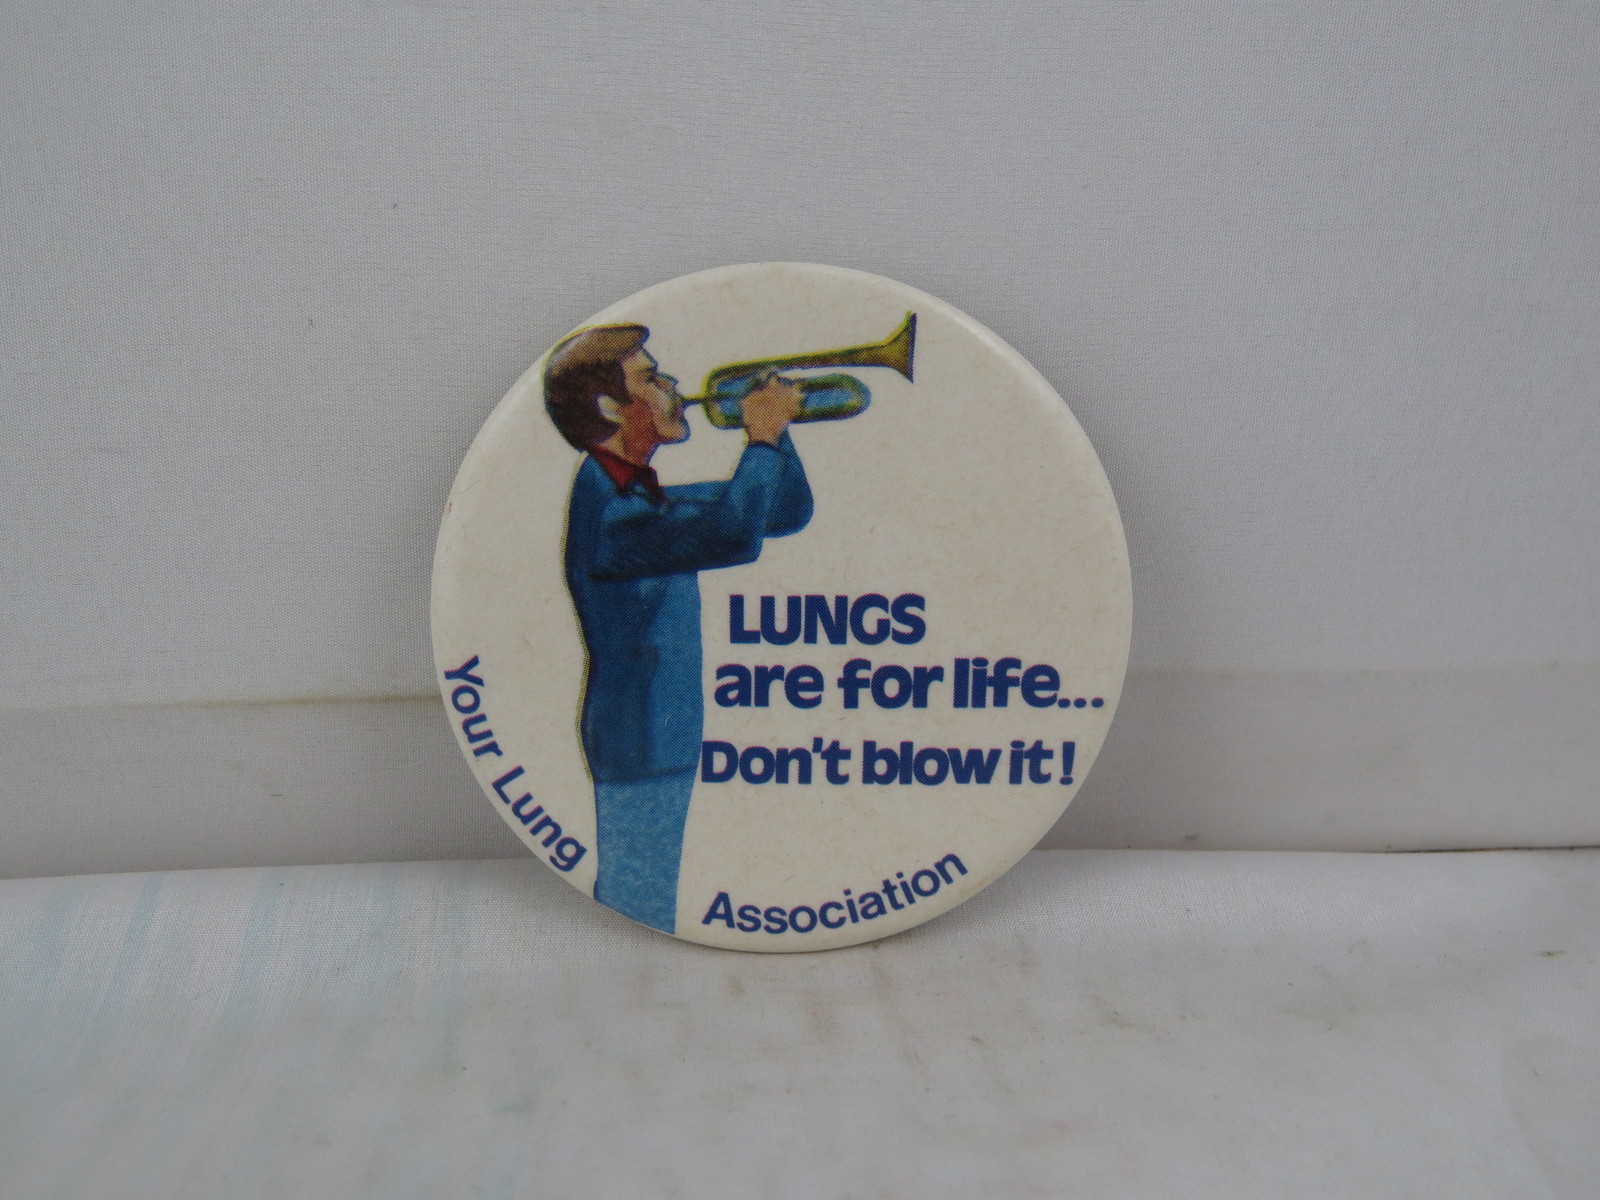 LUNGS
are for life...
Don't blow it!
Your Lung Association